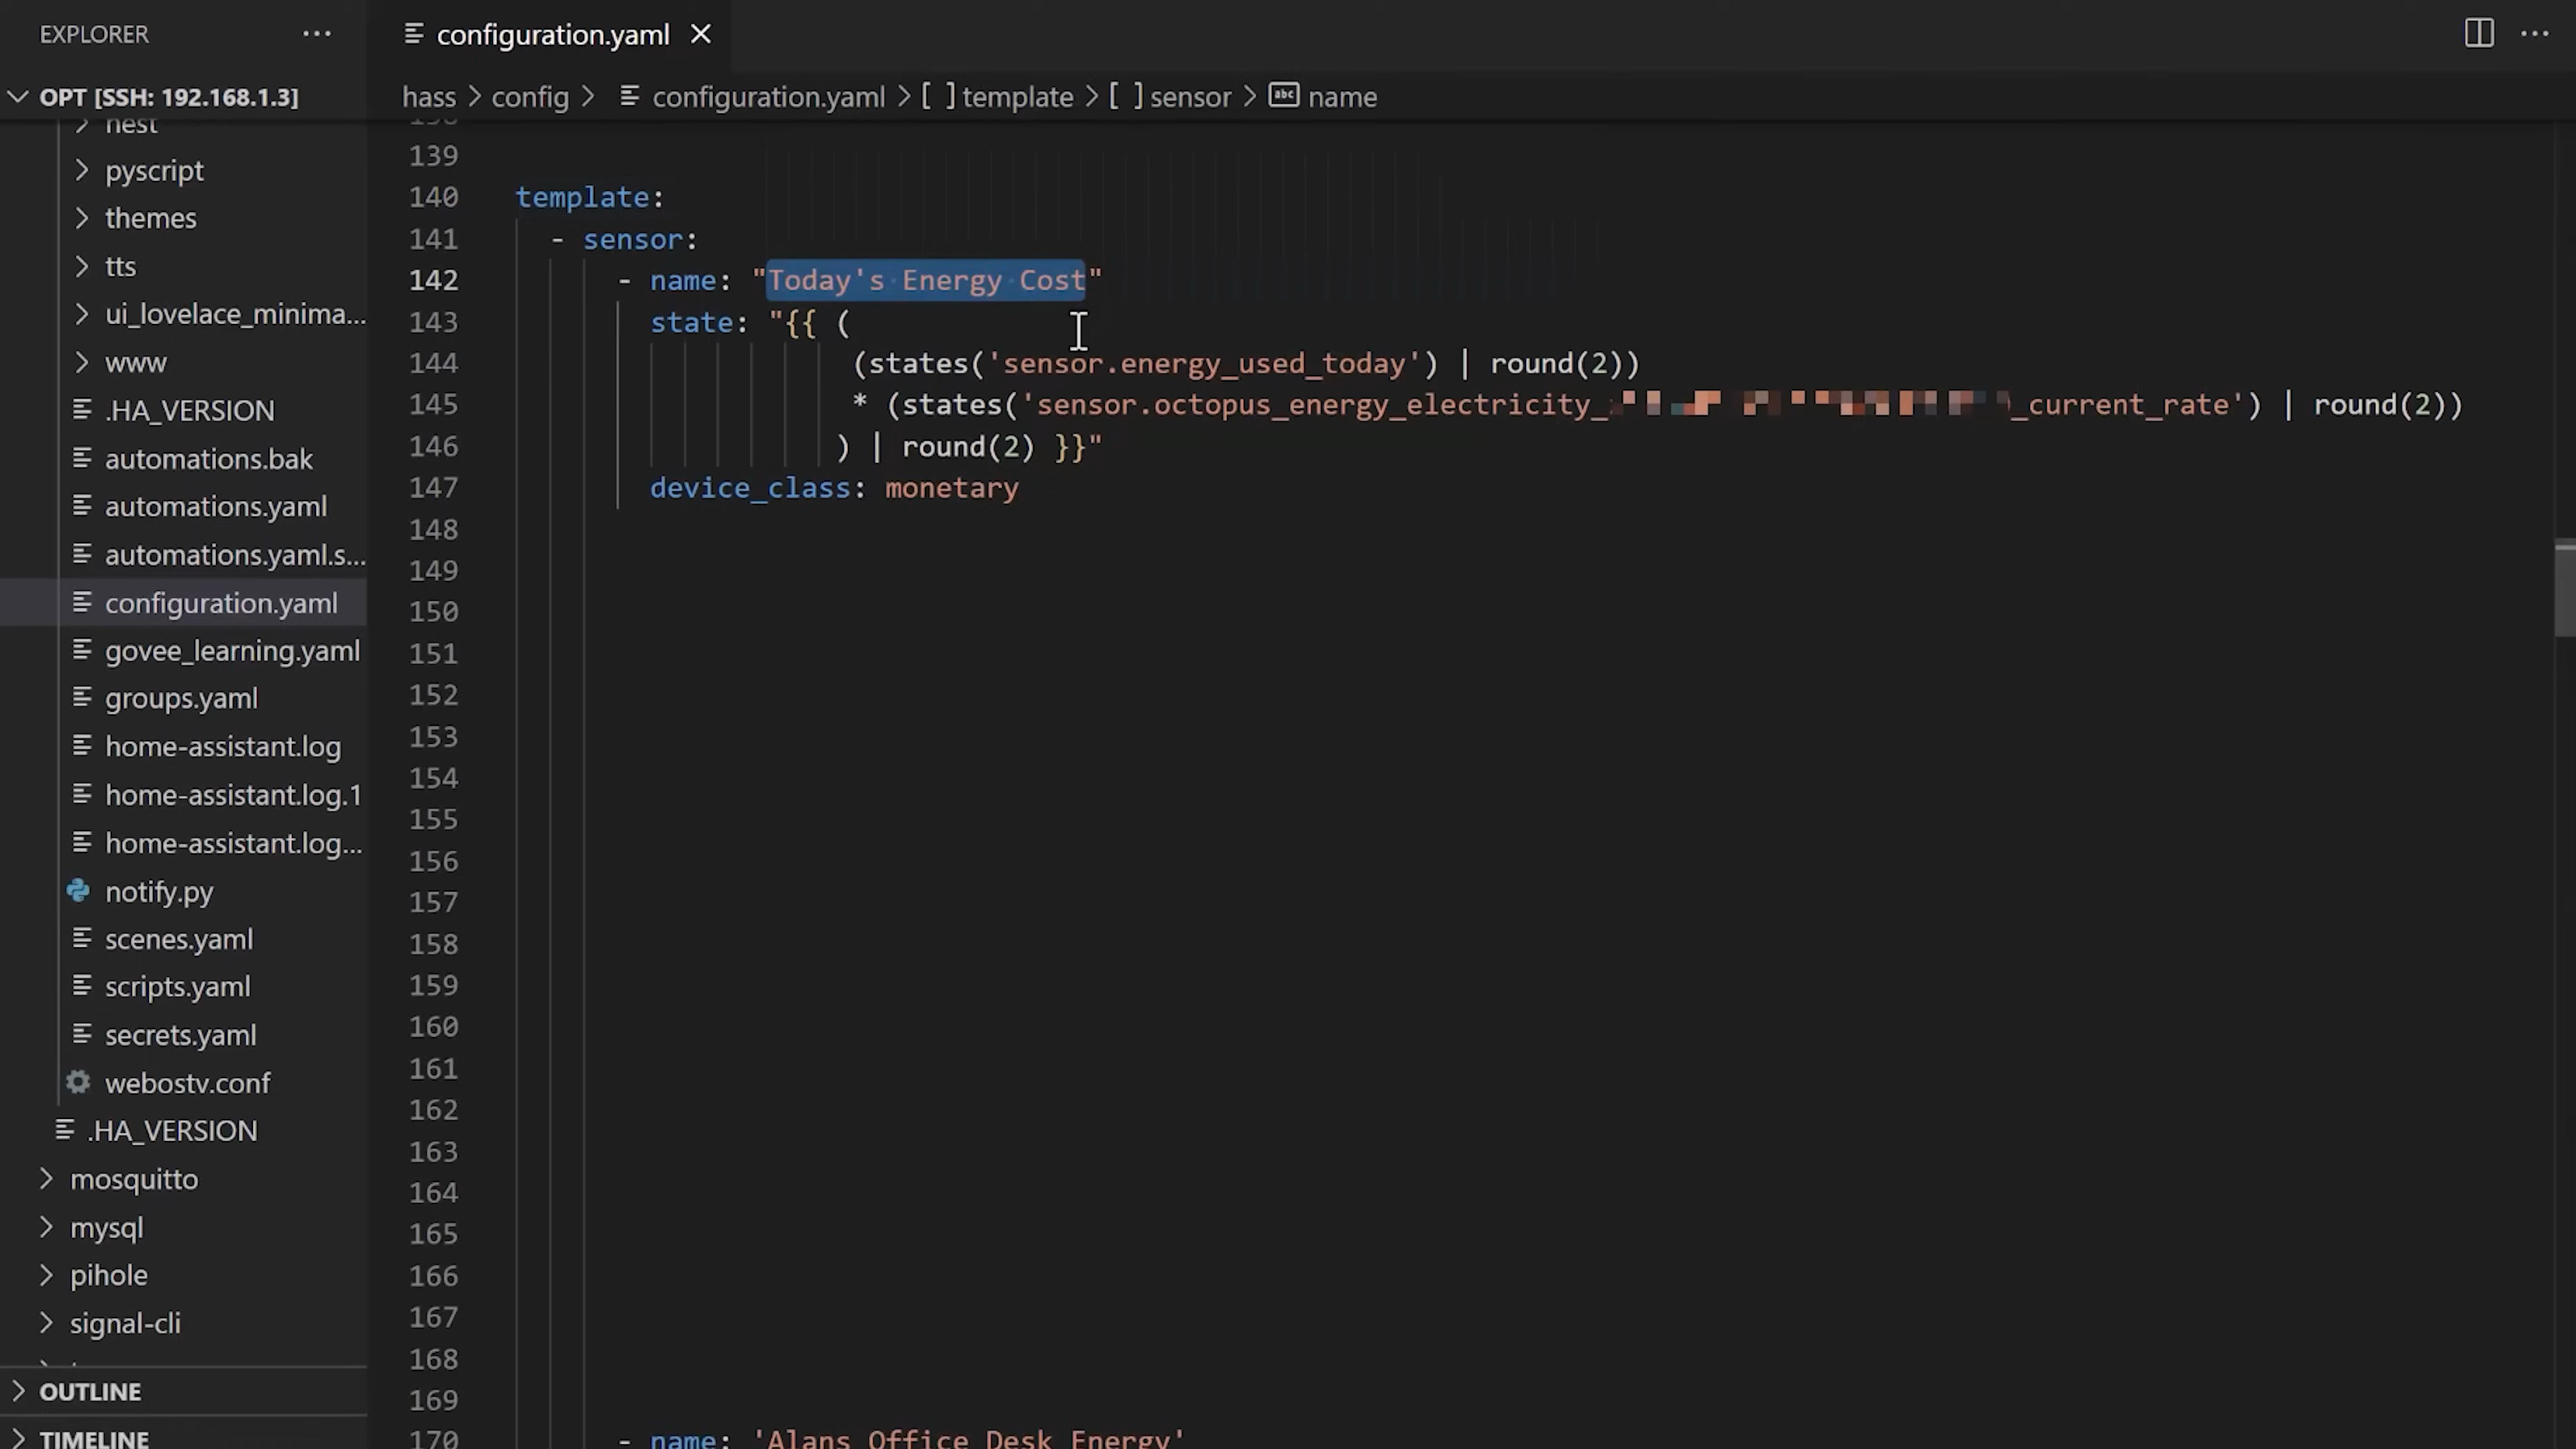 EXPLORER
configuration.yaml
OPT [SSH: 192.168.1.3]
hass > config > configuration.yaml > [ ] template > [ ] sensor > abc name
nest
pyscript
themes
tts
ui_lovelace_minima...
www
.HA_VERSION
automations.bak
automations.yaml
automations.yaml.s...
configuration.yaml
govee_learning.yaml
groups.yaml
home-assistant.log
home-assistant.log.1
home-assistant.log...
notify.py
scenes.yaml
scripts.yaml
secrets.yaml
webostv.conf
.HA_VERSION
mosquitto
mysql
pihole
signal-cli
OUTLINE
TIMELINE
139
140 template:
141 - sensor:
142 - name: "Today's Energy Cost"
143 state: "{{ (
144 (states('sensor.energy_used_today') | round(2))
145 * (states('sensor.octopus_energy_electricity_ _current_rate') | round(2))
146 ) | round(2) }}"
147 device_class: monetary
148
149
150
151
152
153
154
155
156
157
158
159
160
161
162
163
164
165
166
167
168
169
170 - name: 'Alans Office Desk Energy'